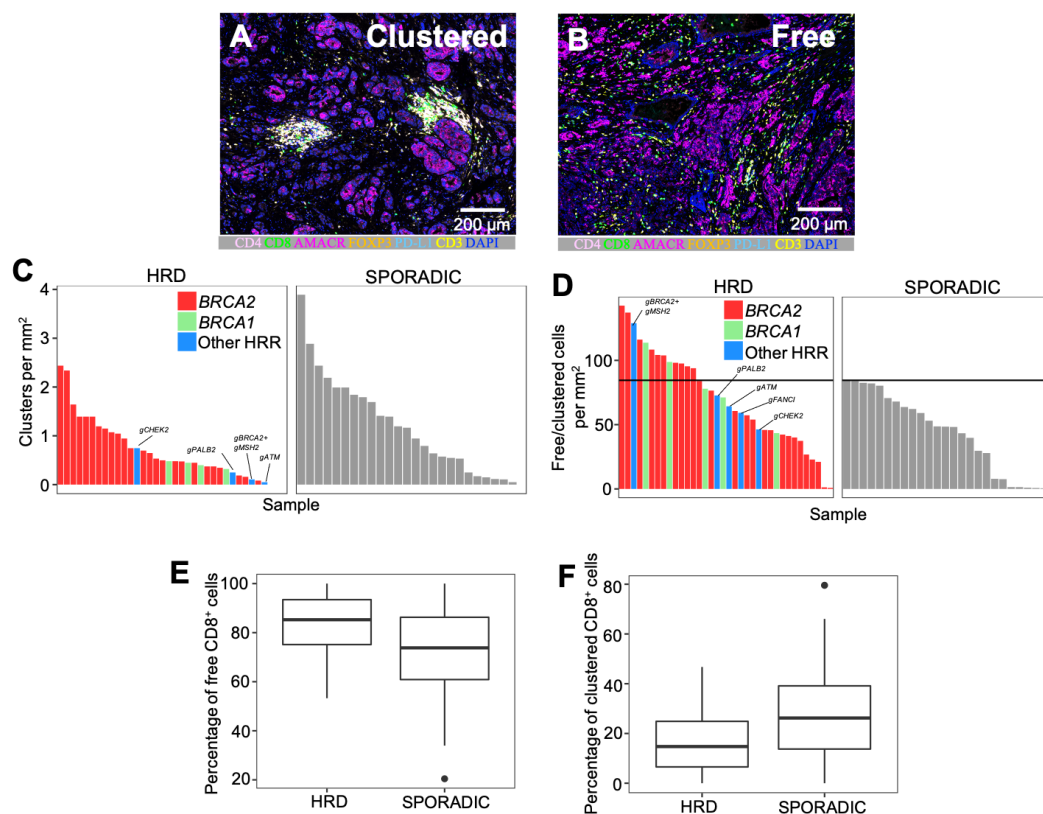 A Clustered
200 µm
CD4 CD8 AMACR FOXP3 PD-L1 CD3 DAPI
B Free
200 µm
CD4 CD8 AMACR FOXP3 PD-L1 CD3 DAPI
C
HRD
SPORADIC
Clusters per mm²
4
3
2
1
0
BRCA2
BRCA1
Other HRR
gCHEK2
gPALB2
gBRCA2+
gMSH2
gATM
Sample
D
HRD
SPORADIC
Free/clustered cells
per mm²
100
50
0
gBRCA2+
gMSH2
BRCA2
BRCA1
Other HRR
gPALB2
gATM
gFANCI
gCHEK2
Sample
E
Percentage of free CD8⁺ cells
100
80
60
40
20
HRD
SPORADIC
F
Percentage of clustered CD8⁺ cells
80
60
40
20
0
HRD
SPORADIC